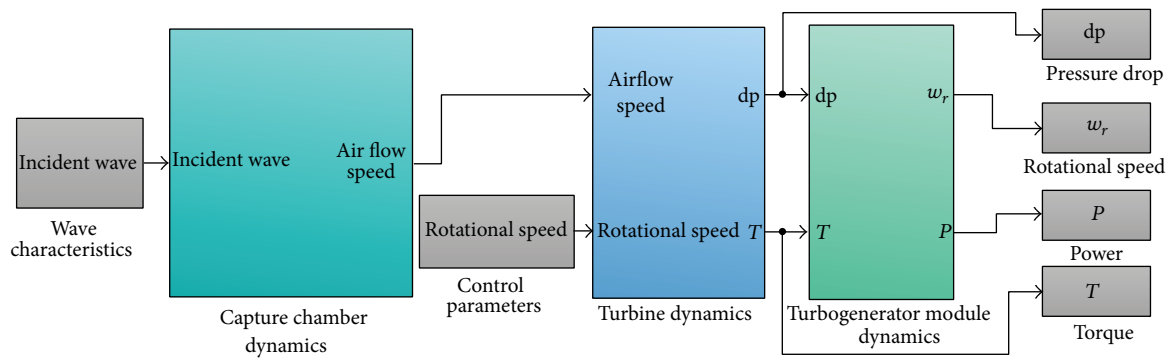 Incident wave
Wave
characteristics
Incident wave
Air flow
speed
Capture chamber
dynamics
Rotational speed
Control
parameters
Airflow
speed
Rotational speed
dp
T
Turbine dynamics
dp
T
w_r
P
Turbogenerator module
dynamics
dp
Pressure drop
w_r
Rotational speed
P
Power
T
Torque